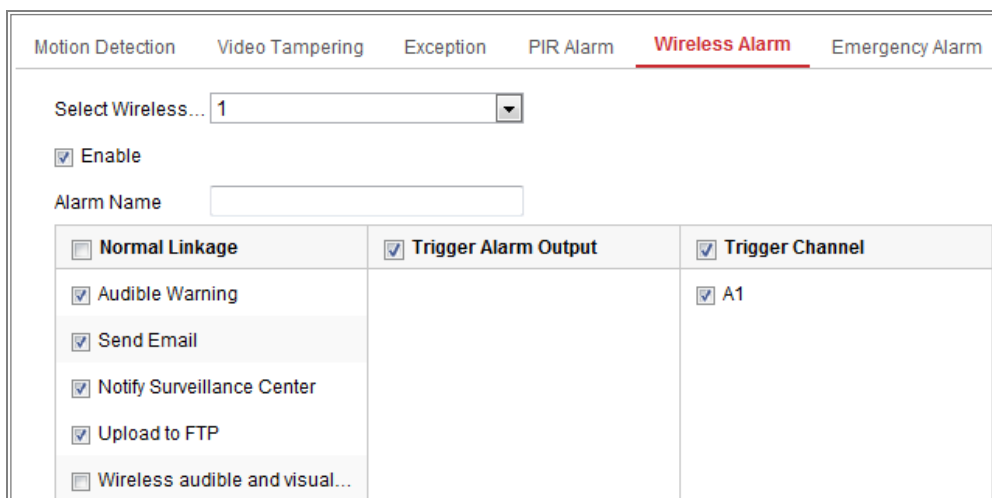 Motion Detection Video Tampering Exception PIR Alarm Wireless Alarm Emergency Alarm
Select Wireless... 1
Enable
Alarm Name
Normal Linkage Trigger Alarm Output Trigger Channel
Audible Warning A1
Send Email
Notify Surveillance Center
Upload to FTP
Wireless audible and visual...